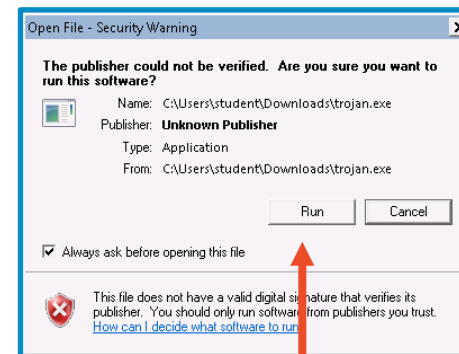 Open File - Security Warning
The publisher could not be verified. Are you sure you want to
run this software?
Name: C:\Users\student\Downloads\trojan.exe
Publisher: Unknown Publisher
Type: Application
From: C:\Users\student\Downloads\trojan.exe
Run Cancel
Always ask before opening this file
This file does not have a valid digital signature that verifies its
publisher. You should only run software from publishers you trust.
How can I decide what software to run?